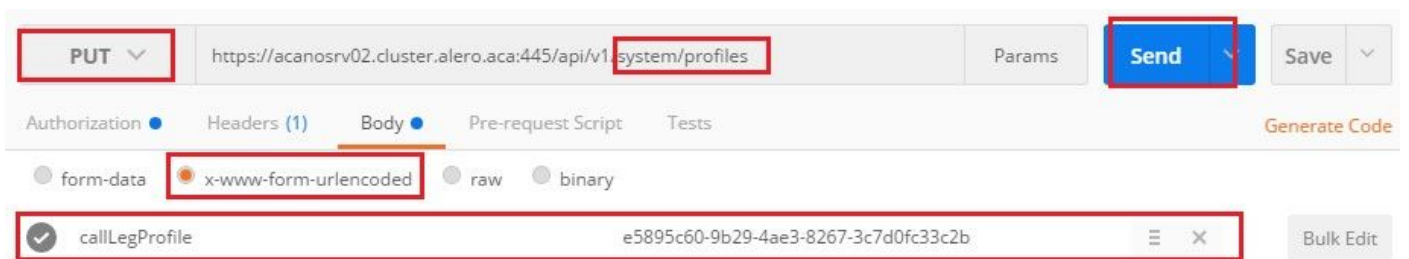 PUT https://acanosrv02.cluster.alero.aca:445/api/v1/system/profiles Params Send Save
Authorization Headers (1) Body Pre-request Script Tests Generate Code
form-data x-www-form-urlencoded raw binary
callLegProfile e5895c60-9b29-4ae3-8267-3c7d0fc33c2b Bulk Edit